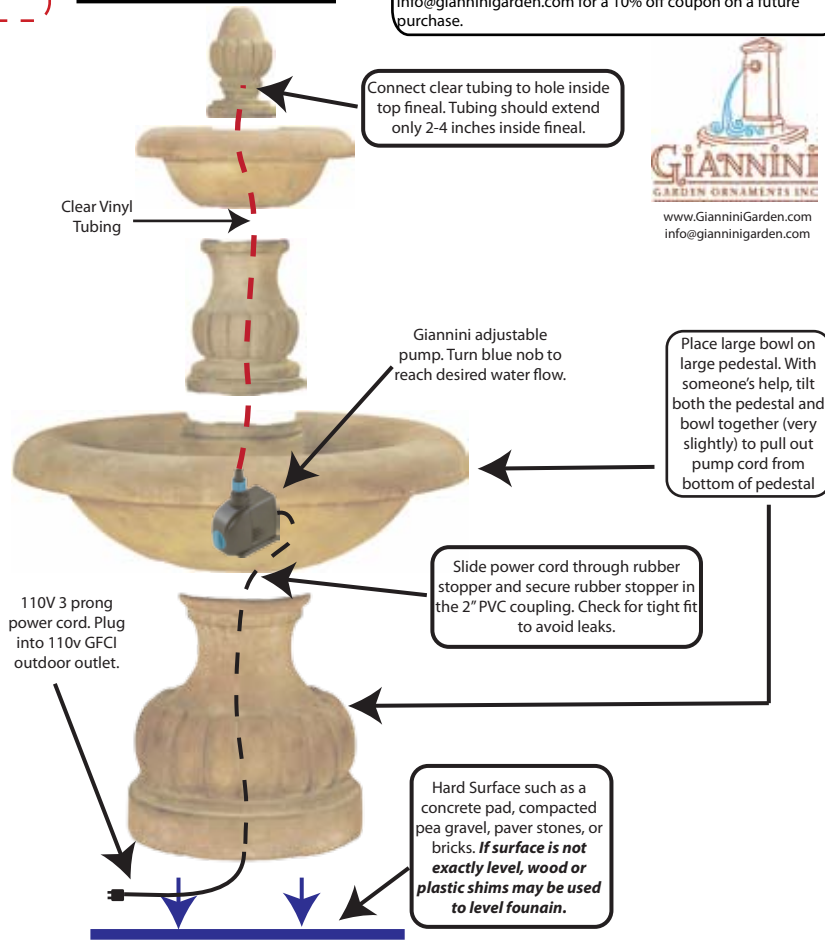 info@gianninigarden.com for a 10% off coupon on a future
purchase.
Connect clear tubing to hole inside
top fineal. Tubing should extend
only 2-4 inches inside fineal.
GIANNINI
GARDEN ORNAMENTS INC
www.GianniniGarden.com
info@gianninigarden.com
Clear Vinyl
Tubing
Giannini adjustable
pump. Turn blue nob to
reach desired water flow.
Place large bowl on
large pedestal. With
someone's help, tilt
both the pedestal and
bowl together (very
slightly) to pull out
pump cord from
bottom of pedestal
Slide power cord through rubber
stopper and secure rubber stopper in
the 2" PVC coupling. Check for tight fit
to avoid leaks.
110V 3 prong
power cord. Plug
into 110v GFCI
outdoor outlet.
Hard Surface such as a
concrete pad, compacted
pea gravel, paver stones, or
bricks. If surface is not
exactly level, wood or
plastic shims may be used
to level founain.